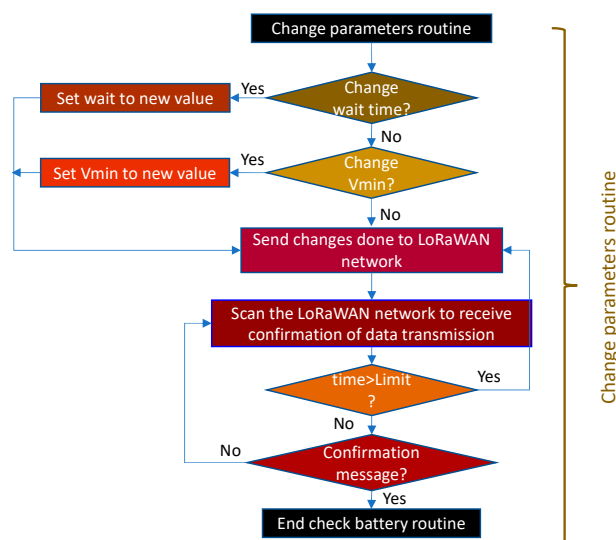 Change parameters routine
Change
wait time?
Yes
Set wait to new value
No
Change
Vmin?
Yes
Set Vmin to new value
No
Send changes done to LoRaWAN
network
Scan the LoRaWAN network to receive
confirmation of data transmission
time>Limit
?
Yes
No
Confirmation
message?
No
Yes
End check battery routine
Change parameters routine